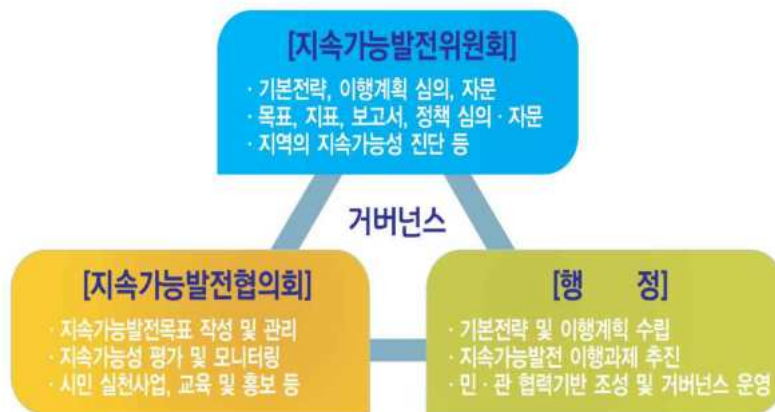 [지속가능발전위원회]
· 기본전략, 이행계획 심의, 자문
· 목표, 지표, 보고서, 정책 심의 · 자문
· 지역의 지속가능성 진단 등
거버넌스
[지속가능발전협의회]
· 지속가능발전목표 작성 및 관리
· 지속가능성 평가 및 모니터링
· 시민 실천사업, 교육 및 홍보 등
[행 정]
· 기본전략 및 이행계획 수립
· 지속가능발전 이행과제 추진
· 민 · 관 협력기반 조성 및 거버넌스 운영